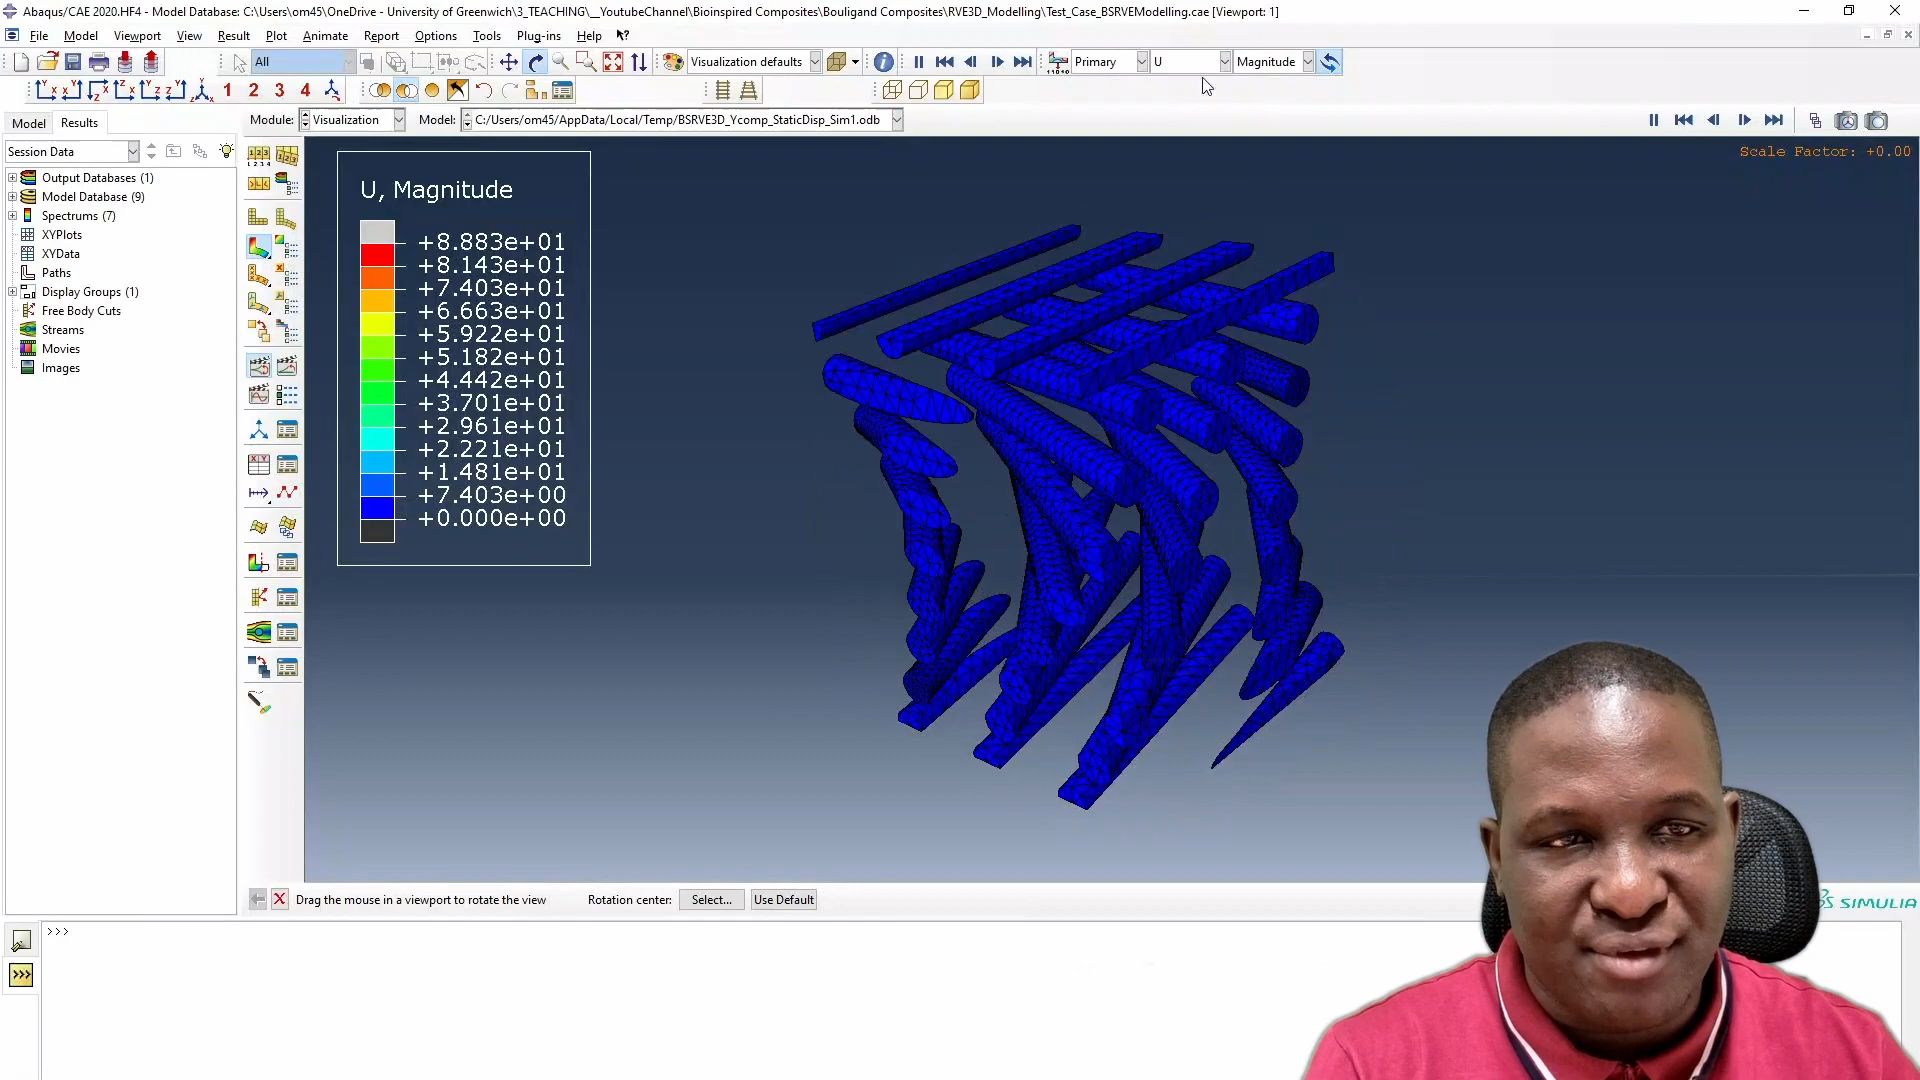 Abaqus/CAE 2020.HF4 - Model Database: C:\Users\om45\OneDrive - University of Greenwich\3_TEACHING\__YoutubeChannel\Bioinspired Composites\Bouligand Composites\RVE3D_Modelling\Test_Case_BSRVEModelling.cae [Viewport: 1]
File Model Viewport View Result Plot Animate Report Options Tools Plug-ins Help
All Visualization defaults Primary U Magnitude
1 2 3 4
Model Results Module: Visualization Model: C:/Users/om45/AppData/Local/Temp/BSRVE3D_Ycomp_StaticDisp_Sim1.odb
Session Data
Scale Factor: +0.00
Output Databases (1)
Model Database (9)
Spectrums (7)
XYPlots
XYData
Paths
Display Groups (1)
Free Body Cuts
Streams
Movies
Images
U, Magnitude
+8.883e+01
+8.143e+01
+7.403e+01
+6.663e+01
+5.922e+01
+5.182e+01
+4.442e+01
+3.701e+01
+2.961e+01
+2.221e+01
+1.481e+01
+7.403e+00
+0.000e+00
Drag the mouse in a viewport to rotate the view Rotation center: Select... Use Default
SIMULIA
>>>
>>>